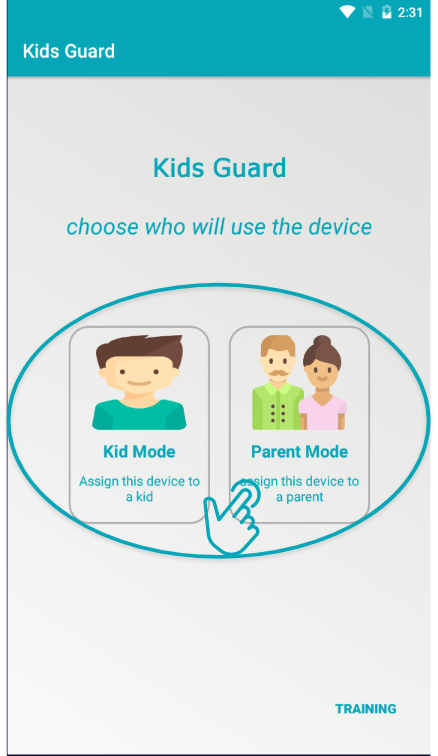 2:31
Kids Guard
Kids Guard
choose who will use the device
Kid Mode
Assign this device to
a kid
Parent Mode
assign this device to
a parent
TRAINING